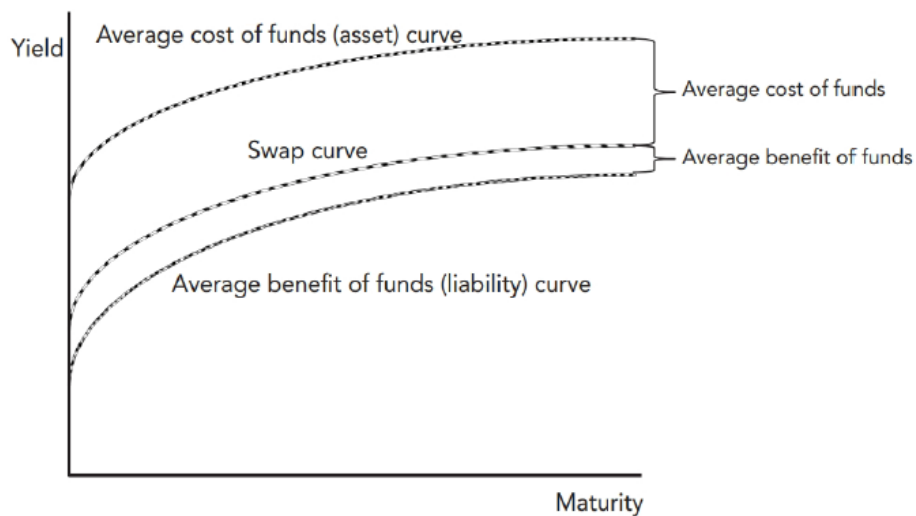 Yield
Average cost of funds (asset) curve
Average cost of funds
Swap curve
Average benefit of funds
Average benefit of funds (liability) curve
Maturity